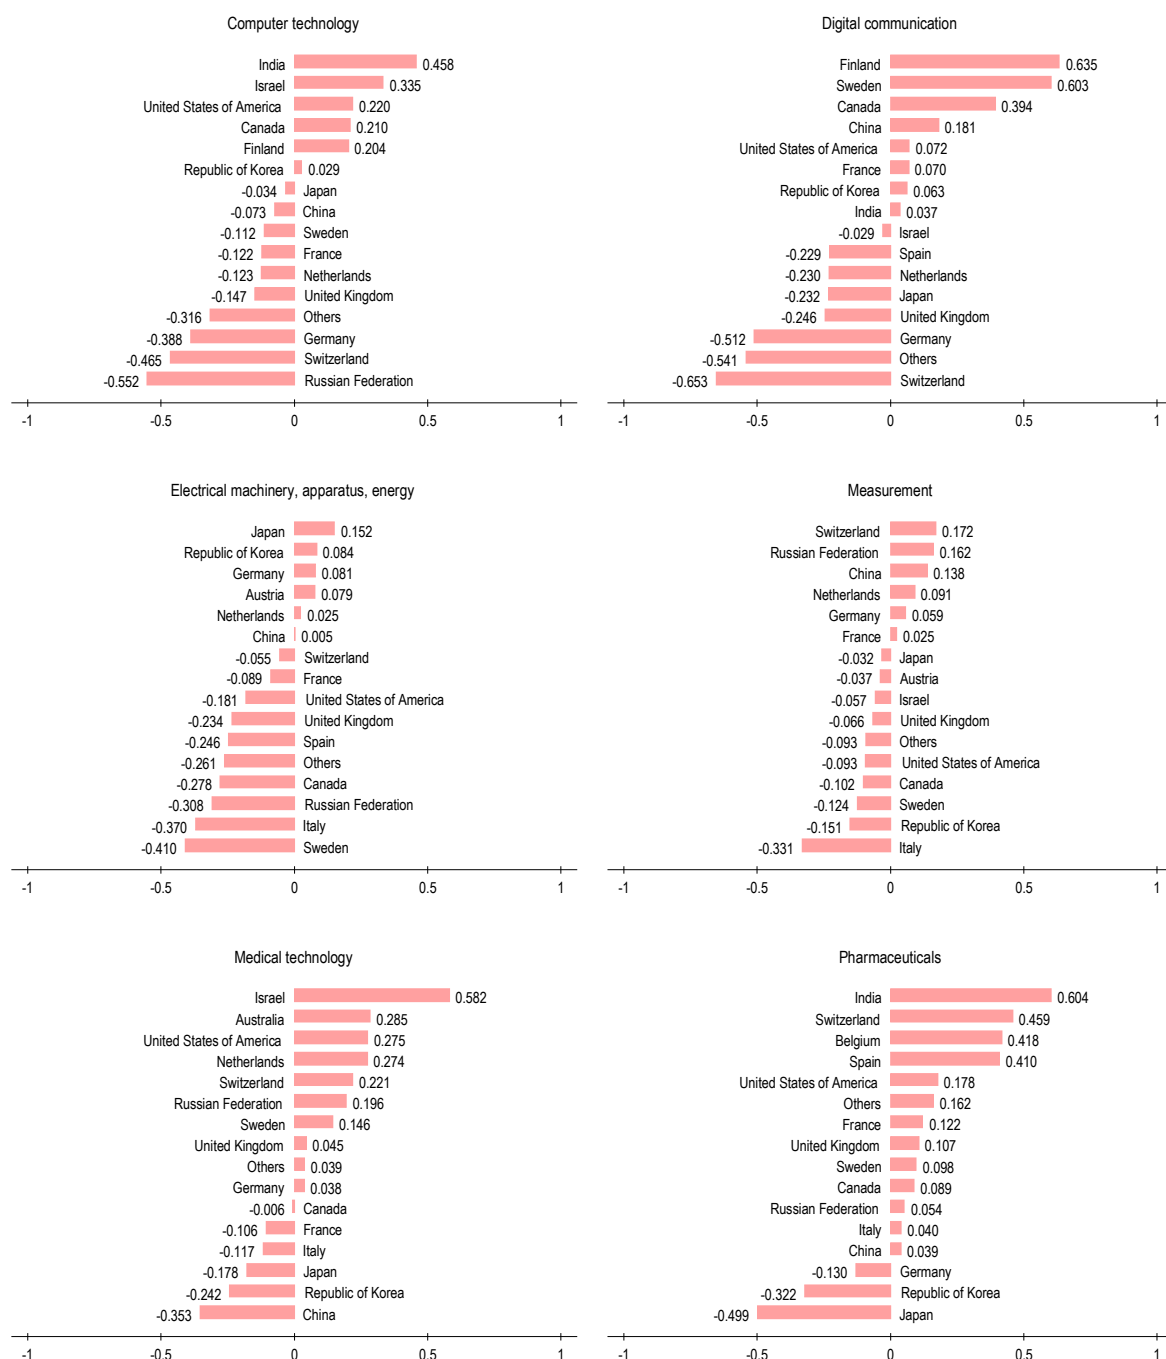 Computer technology
India 0.458
Israel 0.335
United States of America 0.220
Canada 0.210
Finland 0.204
Republic of Korea 0.029
-0.034 Japan
-0.073 China
-0.112 Sweden
-0.122 France
-0.123 Netherlands
-0.147 United Kingdom
-0.316 Others
-0.388 Germany
-0.465 Switzerland
-0.552 Russian Federation
-1 -0.5 0 0.5 1
Digital communication
Finland 0.635
Sweden 0.603
Canada 0.394
China 0.181
United States of America 0.072
France 0.070
Republic of Korea 0.063
India 0.037
-0.029 Israel
-0.229 Spain
-0.230 Netherlands
-0.232 Japan
-0.246 United Kingdom
-0.512 Germany
-0.541 Others
-0.653 Switzerland
-1 -0.5 0 0.5 1
Electrical machinery, apparatus, energy
Japan 0.152
Republic of Korea 0.084
Germany 0.081
Austria 0.079
Netherlands 0.025
China 0.005
-0.055 Switzerland
-0.089 France
-0.181 United States of America
-0.234 United Kingdom
-0.246 Spain
-0.261 Others
-0.278 Canada
-0.308 Russian Federation
-0.370 Italy
-0.410 Sweden
-1 -0.5 0 0.5 1
Measurement
Switzerland 0.172
Russian Federation 0.162
China 0.138
Netherlands 0.091
Germany 0.059
France 0.025
-0.032 Japan
-0.037 Austria
-0.057 Israel
-0.066 United Kingdom
-0.093 Others
-0.093 United States of America
-0.102 Canada
-0.124 Sweden
-0.151 Republic of Korea
-0.331 Italy
-1 -0.5 0 0.5 1
Medical technology
Israel 0.582
Australia 0.285
United States of America 0.275
Netherlands 0.274
Switzerland 0.221
Russian Federation 0.196
Sweden 0.146
United Kingdom 0.045
Others 0.039
Germany 0.038
-0.006 Canada
-0.106 France
-0.117 Italy
-0.178 Japan
-0.242 Republic of Korea
-0.353 China
-1 -0.5 0 0.5 1
Pharmaceuticals
India 0.604
Switzerland 0.459
Belgium 0.418
Spain 0.410
United States of America 0.178
Others 0.162
France 0.122
United Kingdom 0.107
Sweden 0.098
Canada 0.089
Russian Federation 0.054
Italy 0.040
China 0.039
-0.130 Germany
-0.322 Republic of Korea
-0.499 Japan
-1 -0.5 0 0.5 1